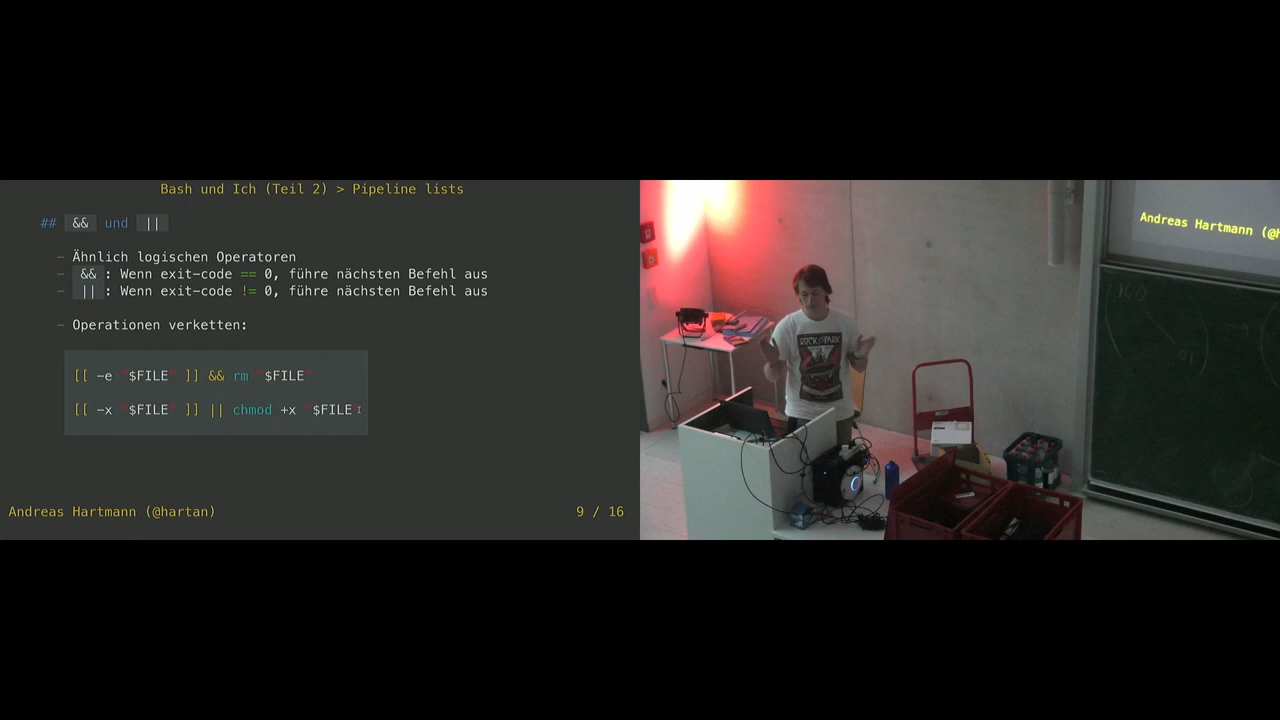 Bash und Ich (Teil 2) > Pipeline lists
## && und ||
- Ähnlich logischen Operatoren
- && : Wenn exit-code == 0, führe nächsten Befehl aus
- || : Wenn exit-code != 0, führe nächsten Befehl aus
- Operationen verketten:
[[ -e "$FILE" ]] && rm "$FILE"
[[ -x "$FILE" ]] || chmod +x "$FILE"
Andreas Hartmann (@hartan)
9 / 16
Andreas Hartmann (@h